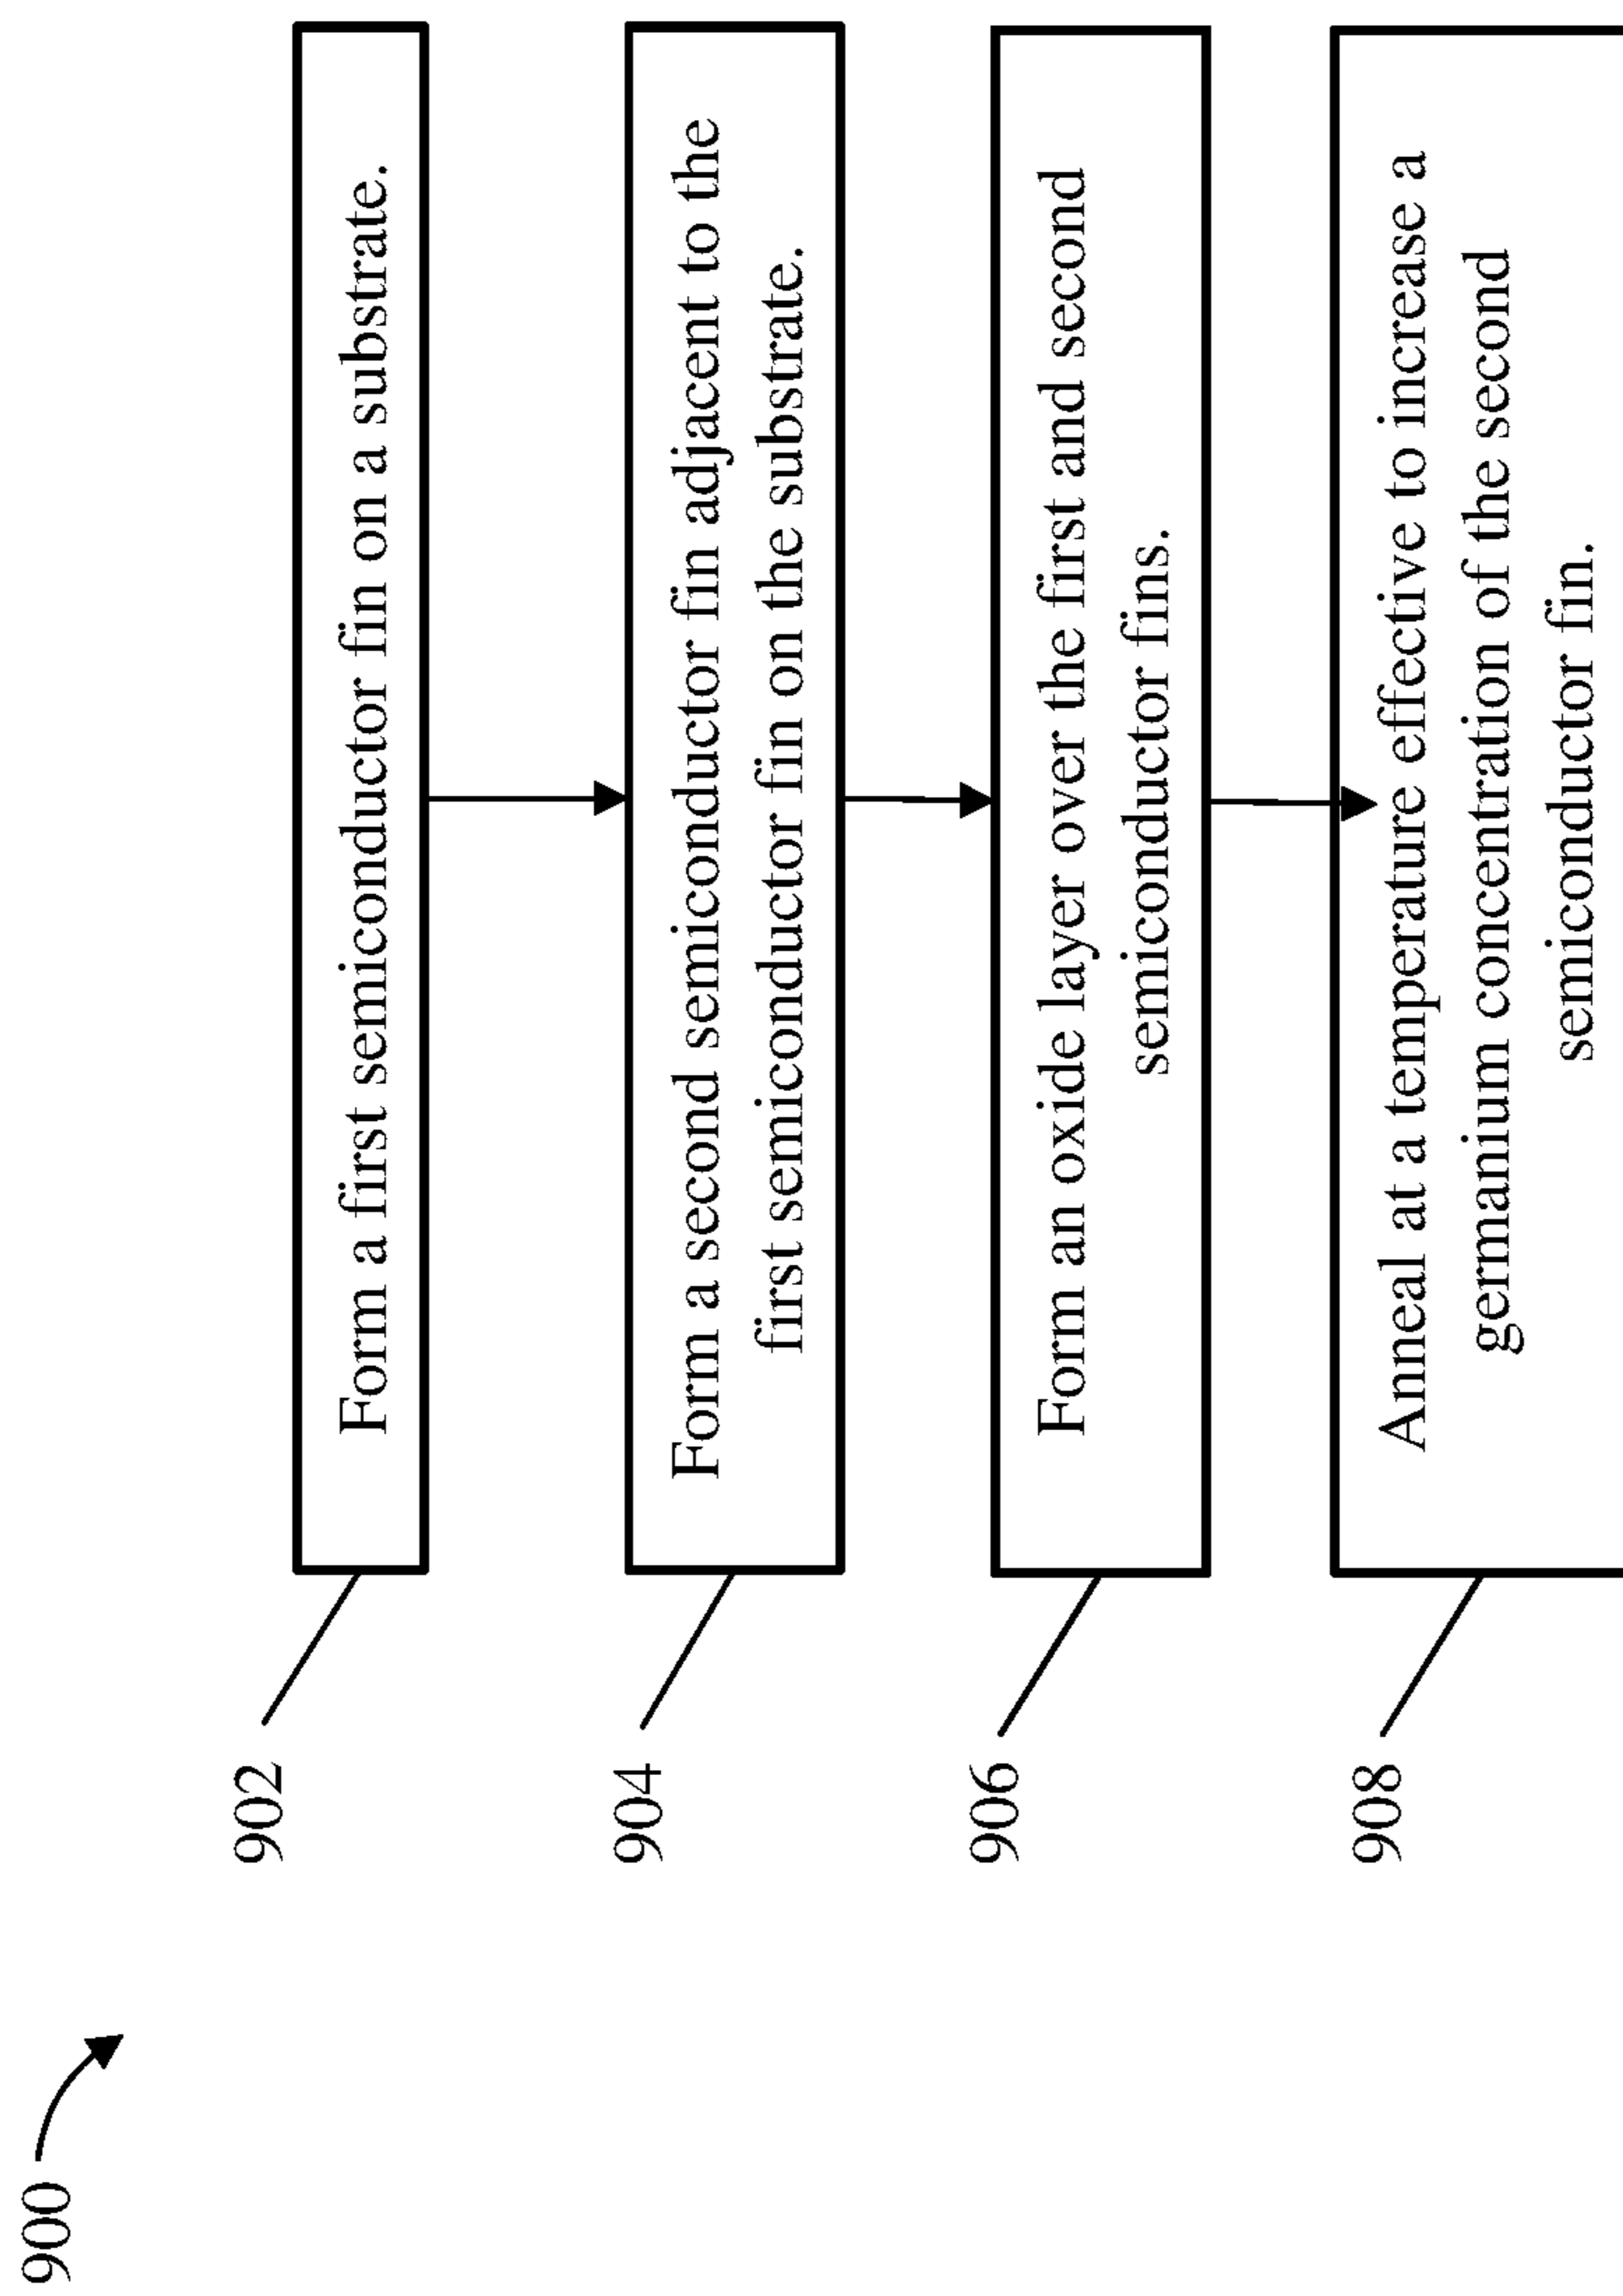 900
902
Form a first semiconductor fin on a substrate.
904
Form a second semiconductor fin adjacent to the
first semiconductor fin on the substrate.
906
Form an oxide layer over the first and second
semiconductor fins.
908
Anneal at a temperature effective to increase a
germanium concentration of the second
semiconductor fin.